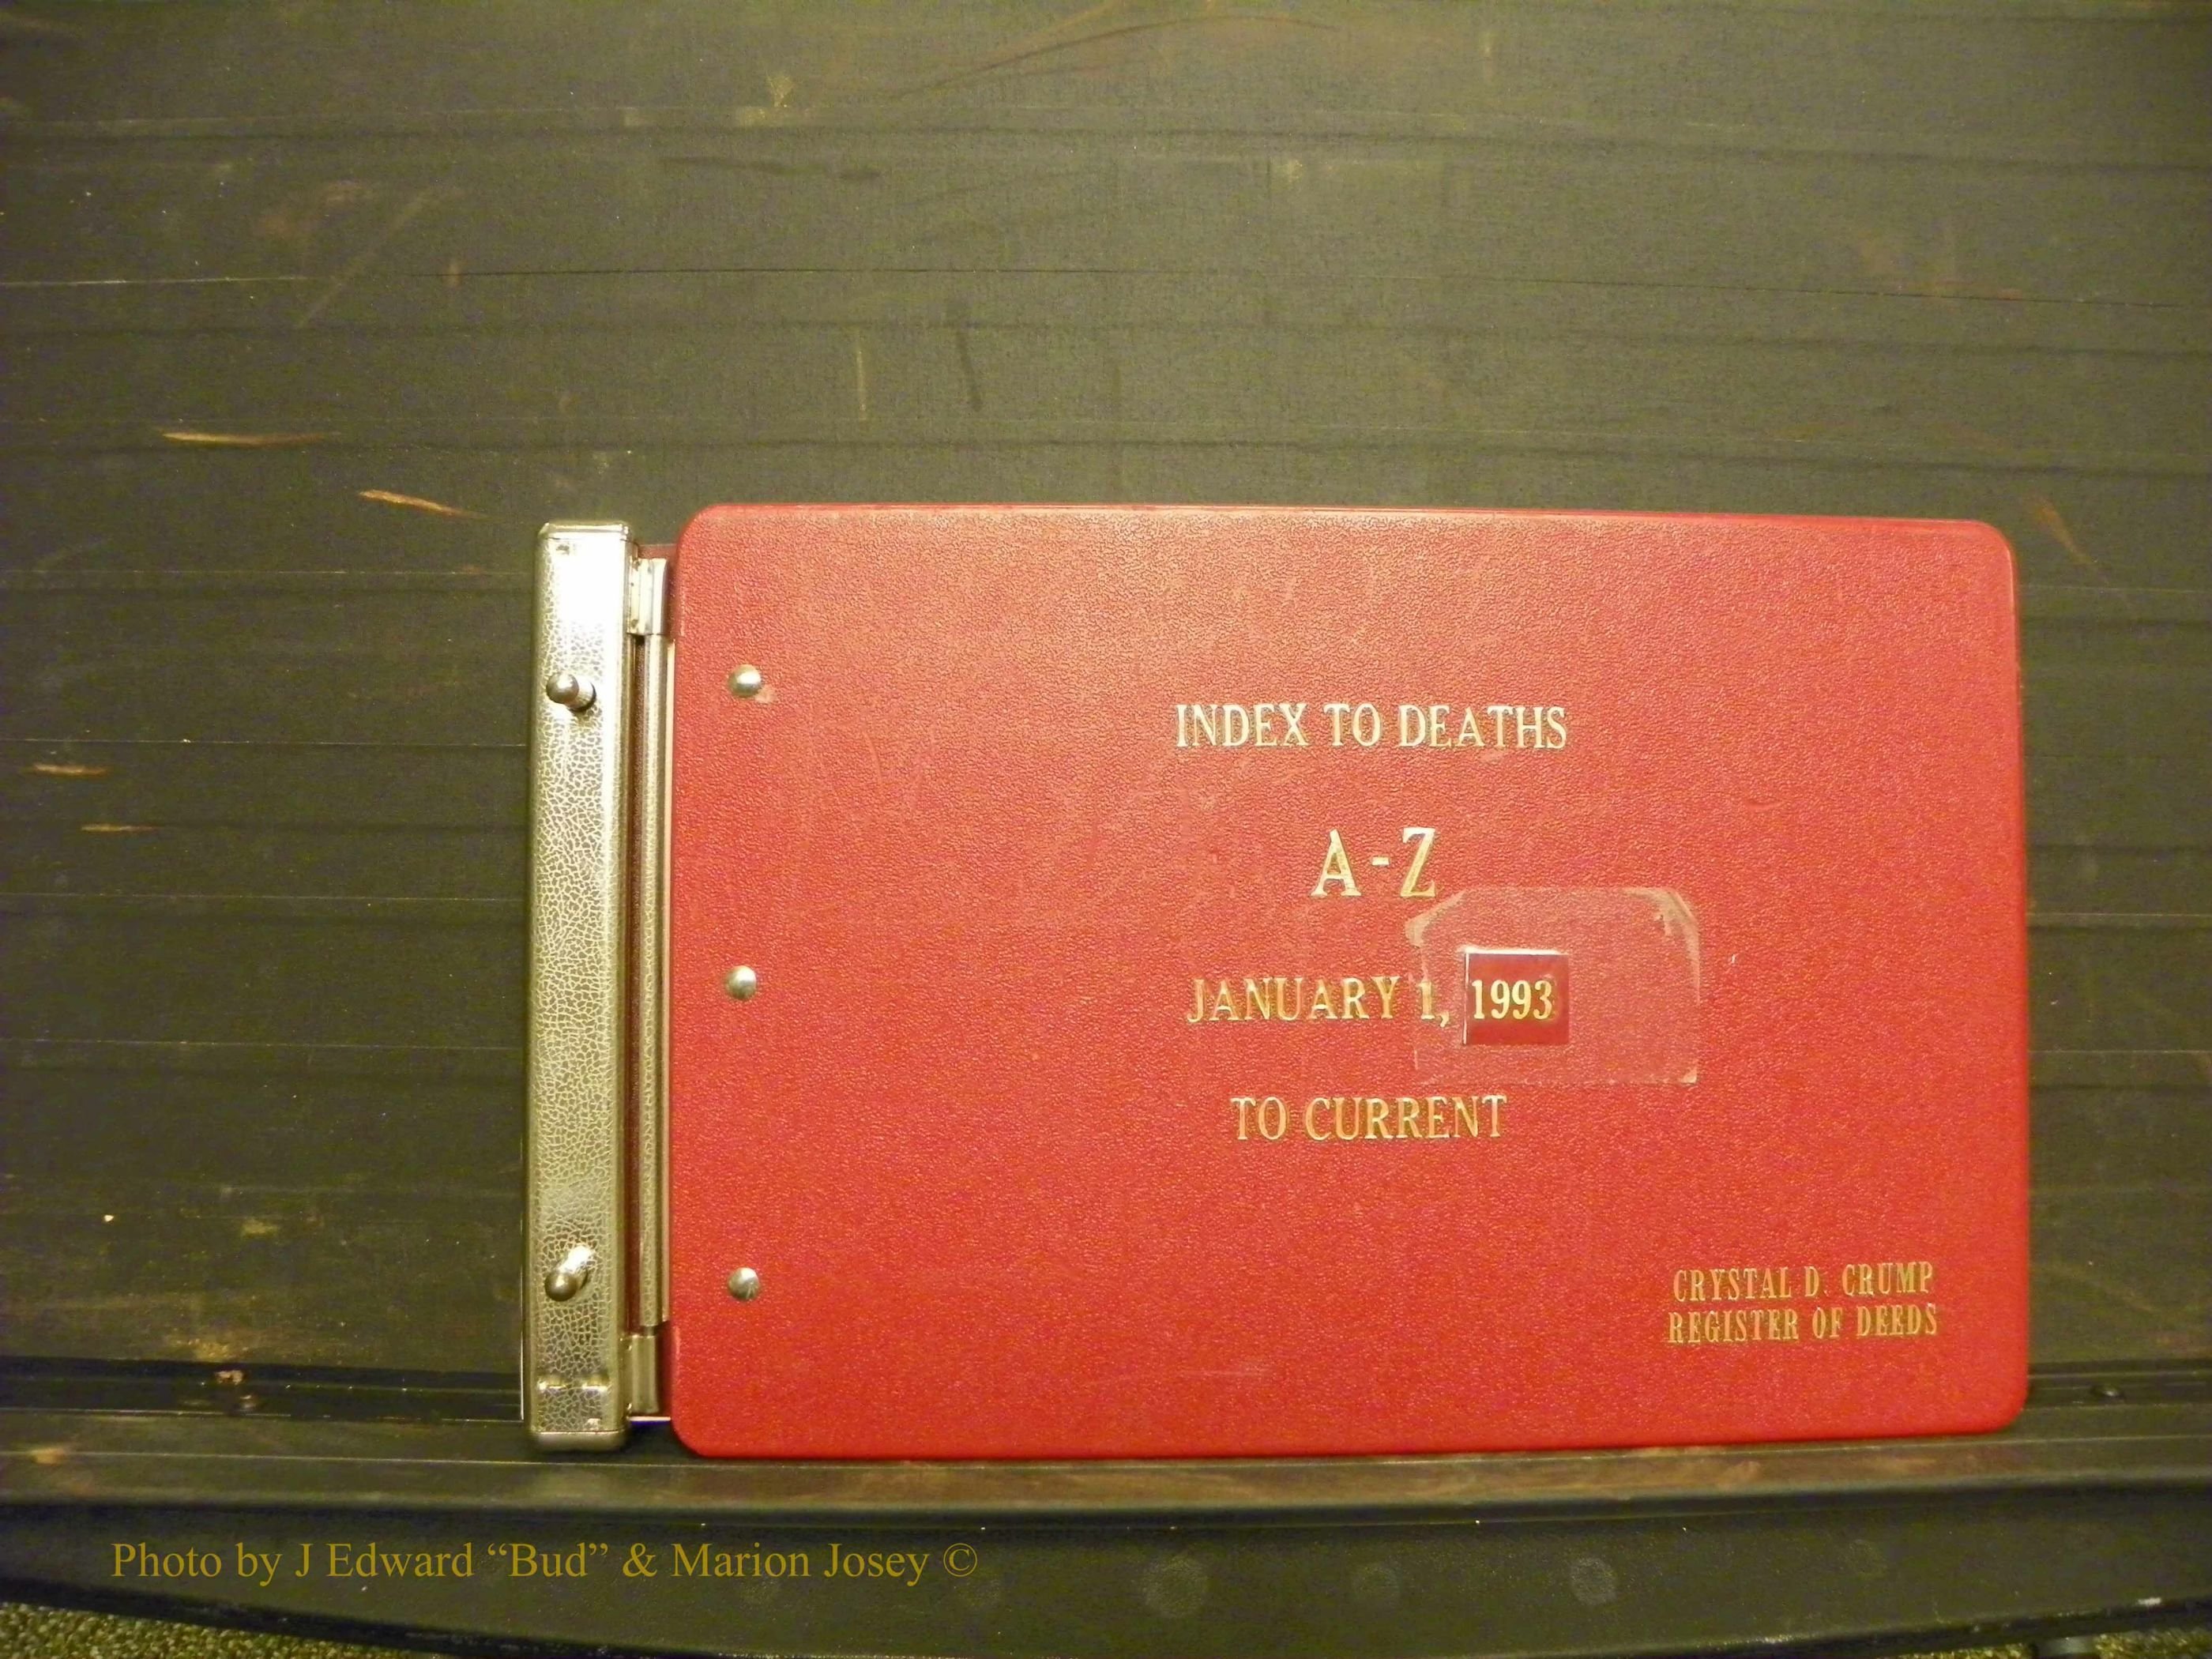 INDEX TO DEATHS
A-Z
JANUARY 1, 1993
TO CURRENT
CRYSTAL D. CRUMP
REGISTER OF DEEDS
Photo by J Edward “Bud” & Marion Josey ©